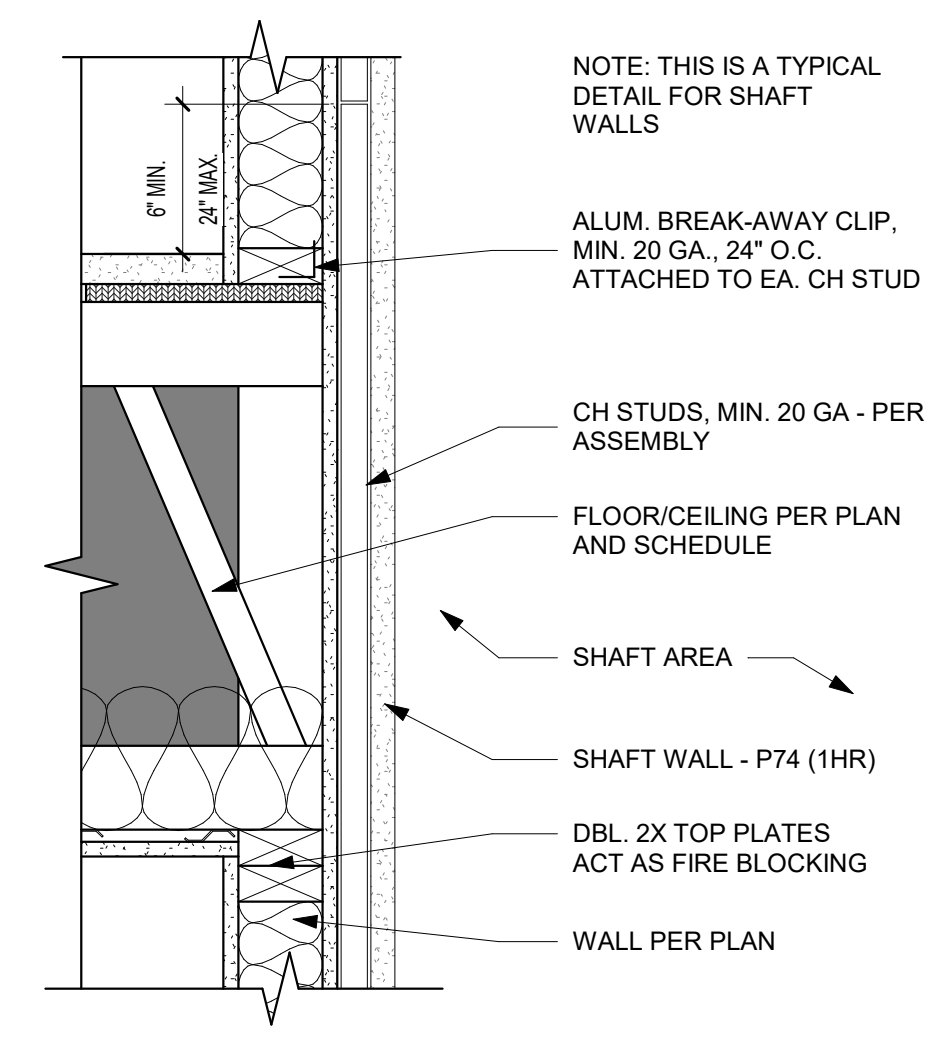 NOTE: THIS IS A TYPICAL
DETAIL FOR SHAFT
WALLS
6" MIN.
24" MAX.
ALUM. BREAK-AWAY CLIP,
MIN. 20 GA., 24" O.C.
ATTACHED TO EA. CH STUD
CH STUDS, MIN. 20 GA - PER
ASSEMBLY
FLOOR/CEILING PER PLAN
AND SCHEDULE
SHAFT AREA
SHAFT WALL - P74 (1HR)
DBL. 2X TOP PLATES
ACT AS FIRE BLOCKING
WALL PER PLAN